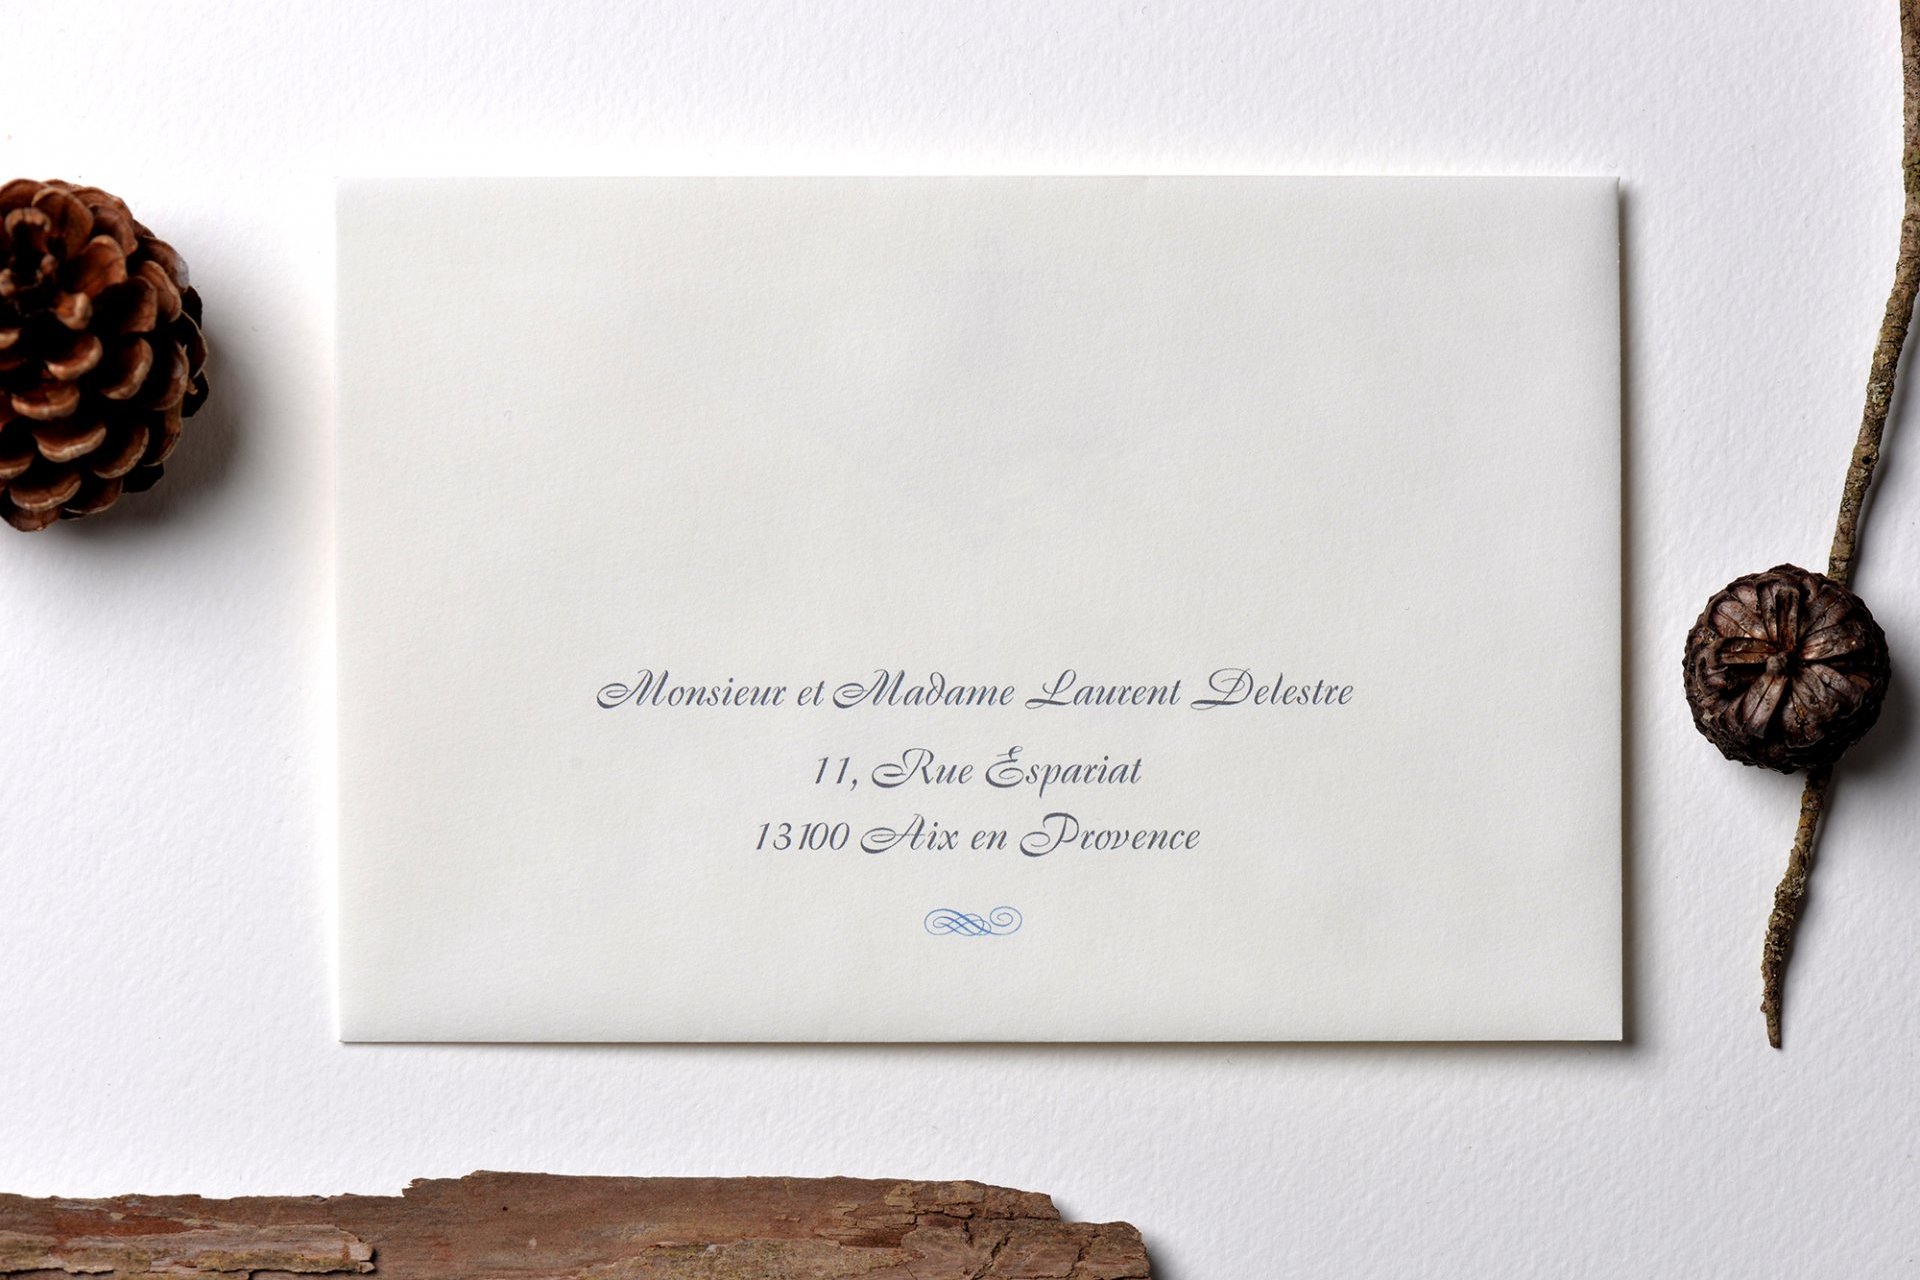 Monsieur et Madame Laurent Delestre
11, Rue Espariat
13100 Aix en Provence